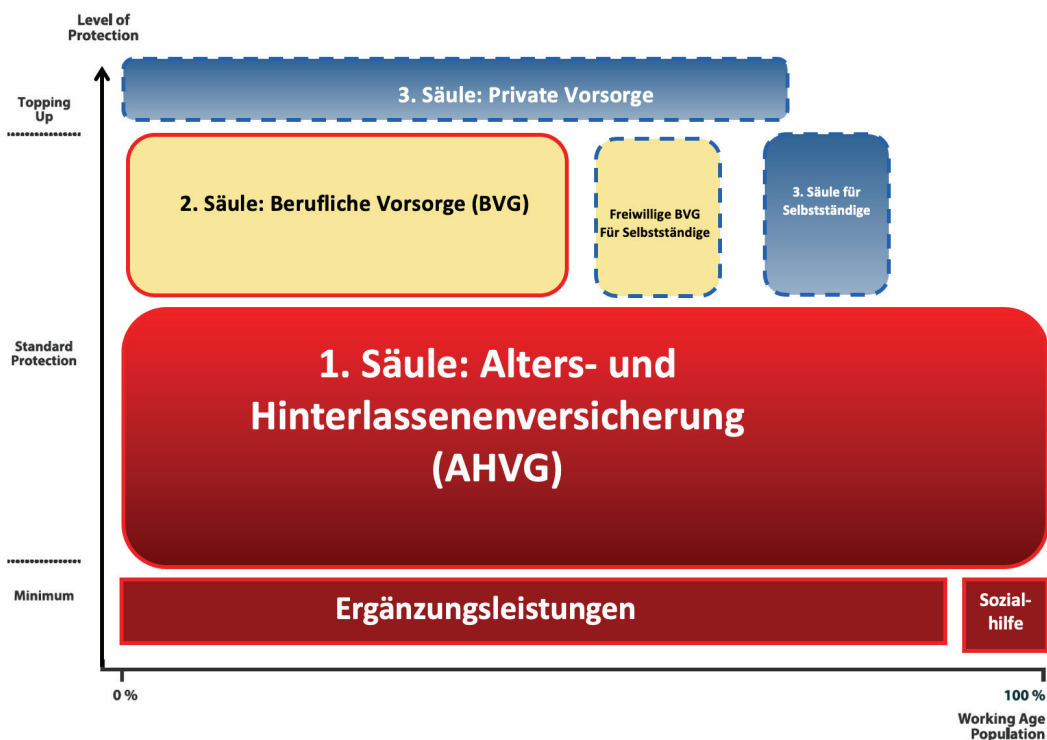 Level of
Protection
Topping
Up
3. Säule: Private Vorsorge
2. Säule: Berufliche Vorsorge (BVG)
Freiwillige BVG
Für Selbstständige
3. Säule für
Selbstständige
Standard
Protection
1. Säule: Alters- und
Hinterlassenenversicherung
(AHVG)
Minimum
Ergänzungsleistungen
Sozial-
hilfe
0 %
100 %
Working Age
Population